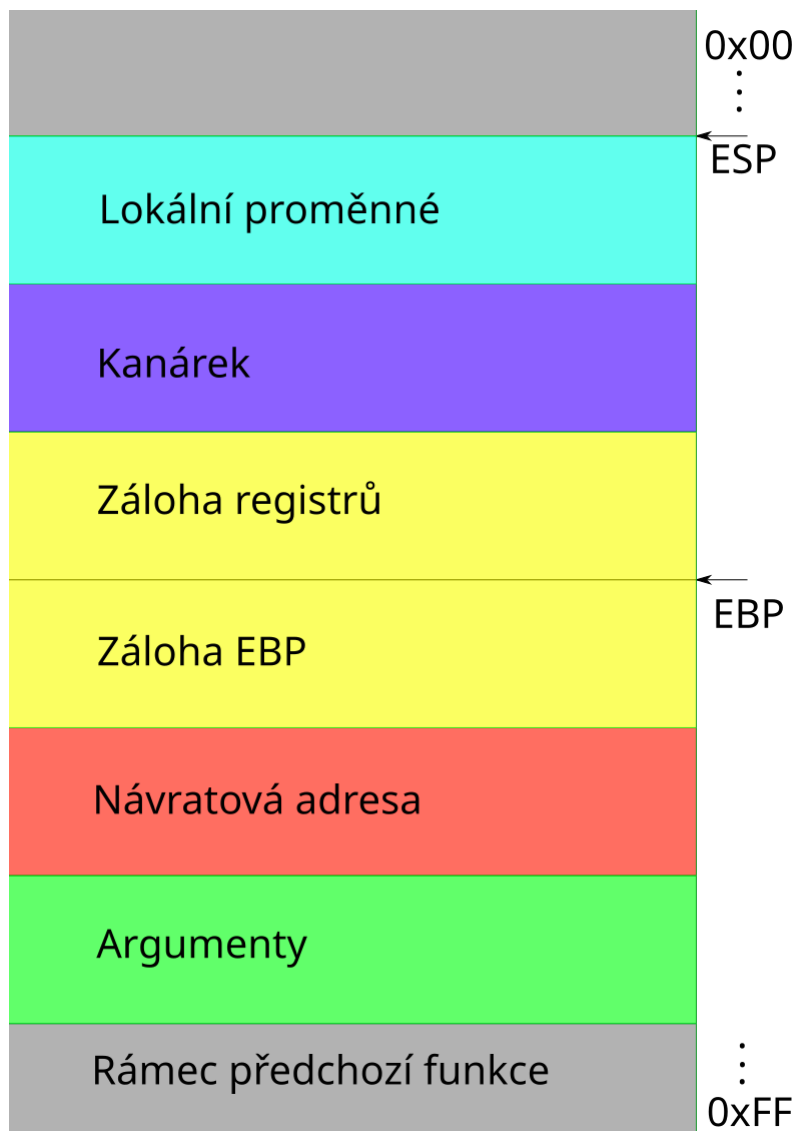 0x00
ESP
Lokální proměnné
Kanárek
Záloha registrů
EBP
Záloha EBP
Návratová adresa
Argumenty
Rámec předchozí funkce
0xFF